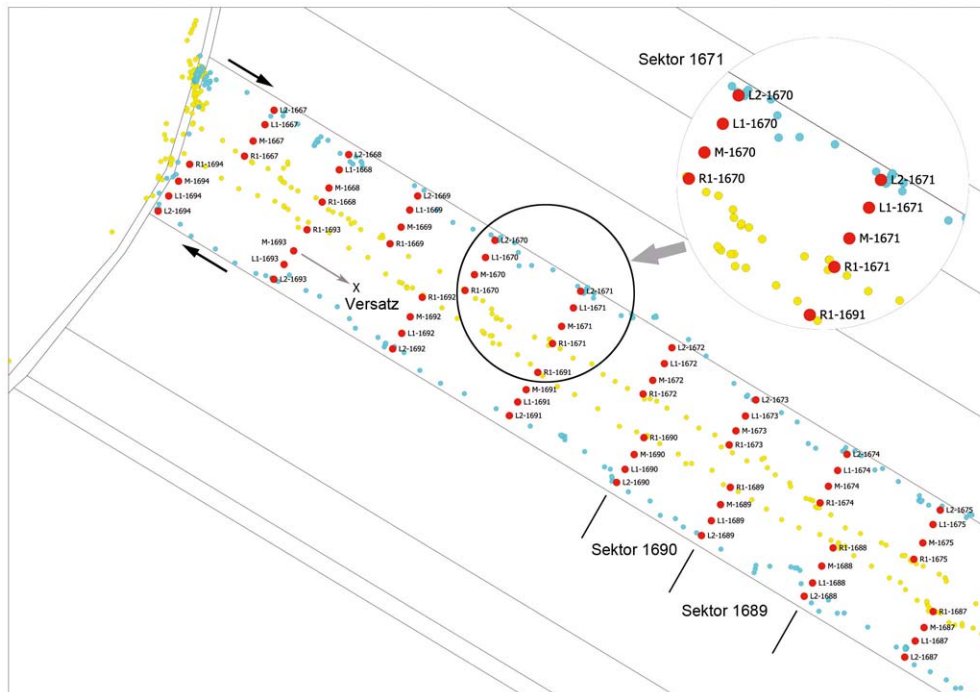 Sektor 1671
L2-1670
L1-1670
M-1670
R1-1670
L2-1671
L1-1671
M-1671
R1-1671
R1-1691
L2-1667
L1-1667
M-1667
R1-1667
L2-1668
L1-1668
M-1668
R1-1668
R1-1694
M-1694
L1-1694
L2-1694
L2-1669
L1-1669
M-1669
R1-1669
R1-1693
M-1693
L1-1693
L2-1693
X
Versatz
L2-1670
L1-1670
M-1670
R1-1670
R1-1692
M-1692
L1-1692
L2-1692
L2-1671
L1-1671
M-1671
R1-1671
R1-1691
M-1691
L1-1691
L2-1691
L2-1672
L1-1672
M-1672
R1-1672
R1-1690
M-1690
L1-1690
L2-1690
L2-1673
L1-1673
M-1673
R1-1673
R1-1689
M-1689
L1-1689
L2-1689
L2-1674
L1-1674
M-1674
R1-1674
R1-1688
M-1688
L1-1688
L2-1688
L2-1675
L1-1675
M-1675
R1-1675
R1-1687
M-1687
L1-1687
L2-1687
Sektor 1690
Sektor 1689